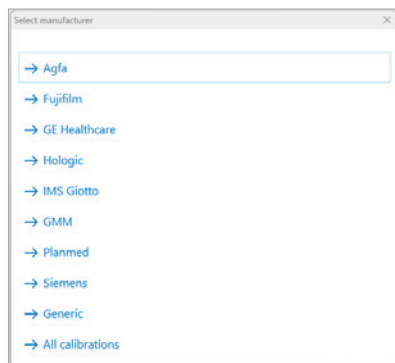 Select manufacturer
Agfa
Fujifilm
GE Healthcare
Hologic
IMS Giotto
GMM
Planmed
Siemens
Generic
All calibrations